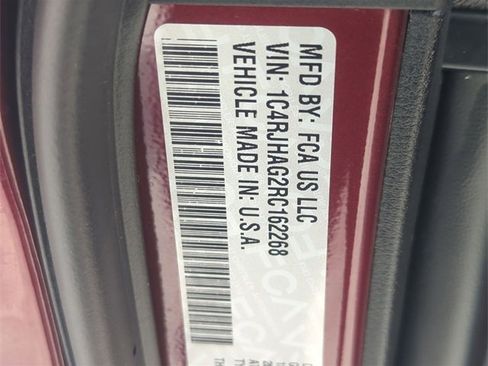 MFD BY: FCA US LLC
VIN: 1C4RJHAG2RC162268
VEHICLE MADE IN: U.S.A.